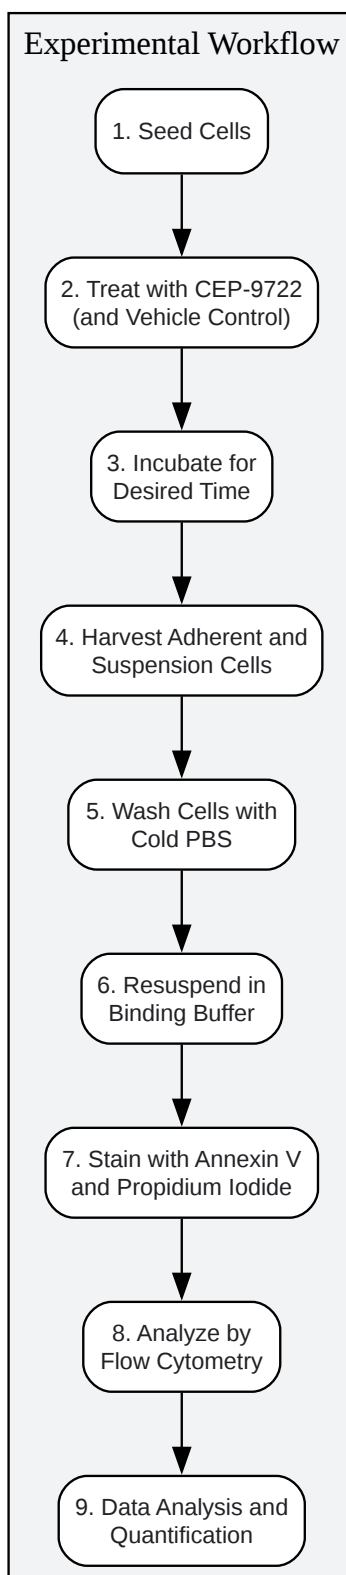 Experimental Workflow
1. Seed Cells
2. Treat with CEP-9722
(and Vehicle Control)
3. Incubate for
Desired Time
4. Harvest Adherent and
Suspension Cells
5. Wash Cells with
Cold PBS
6. Resuspend in
Binding Buffer
7. Stain with Annexin V
and Propidium Iodide
8. Analyze by
Flow Cytometry
9. Data Analysis and
Quantification